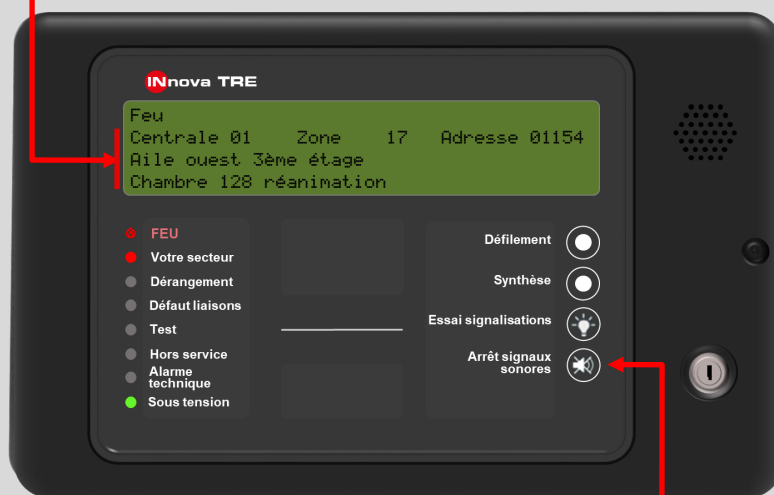 INnova TRE
Feu
Centrale 01 Zone 17 Adresse 01154
Aile ouest 3ème étage
Chambre 128 réanimation
FEU
Votre secteur
Dérangement
Défaut liaisons
Test
Hors service
Alarme
technique
Sous tension
Défilement
Synthèse
Essai signalisations
Arrêt signaux
sonores